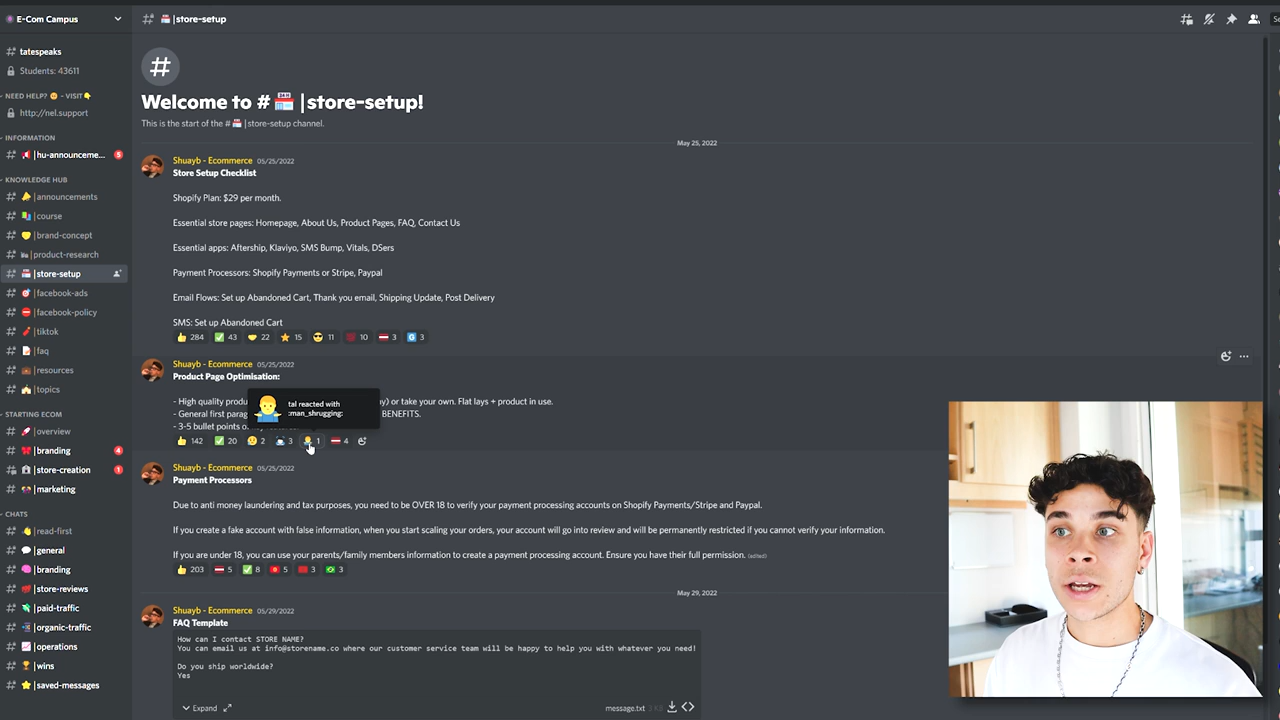 E-Com Campus
|store-setup
tatespeaks
Students: 43611
NEED HELP? - VISIT
http://nel.support
INFORMATION
|hu-announceme... 5
KNOWLEDGE HUB
|announcements
|course
|brand-concept
|product-research
|store-setup
|facebook-ads
|facebook-policy
|tiktok
|faq
|resources
|topics
STARTING ECOM
|overview
|branding 4
|store-creation 1
|marketing
CHATS
|read-first
|general
|branding
|store-reviews
|paid-traffic
|organic-traffic
|operations
|wins
|saved-messages
#
Welcome to # |store-setup!
This is the start of the # |store-setup channel.
May 25, 2022
Shuayb - Ecommerce 05/25/2022
Store Setup Checklist
Shopify Plan: $29 per month.
Essential store pages: Homepage, About Us, Product Pages, FAQ, Contact Us
Essential apps: Aftership, Klaviyo, SMS Bump, Vitals, DSers
Payment Processors: Shopify Payments or Stripe, Paypal
Email Flows: Set up Abandoned Cart, Thank you email, Shipping Update, Post Delivery
SMS: Set up Abandoned Cart
284 43 22 15 11 10 3 3
Shuayb - Ecommerce 05/25/2022
Product Page Optimisation:
- High quality produ
) or take your own. Flat lays + product in use.
- General first parag
BENEFITS.
- 3-5 bullet points o
tal reacted with
:man_shrugging:
142 20 2 3 1 4
Shuayb - Ecommerce 05/25/2022
Payment Processors
Due to anti money laundering and tax purposes, you need to be OVER 18 to verify your payment processing accounts on Shopify Payments/Stripe and Paypal.
If you create a fake account with false information, when you start scaling your orders, your account will go into review and will be permanently restricted if you cannot verify your information.
If you are under 18, you can use your parents/family members information to create a payment processing account. Ensure you have their full permission. (edited)
203 5 8 5 3 3
May 29, 2022
Shuayb - Ecommerce 05/29/2022
FAQ Template
How can I contact STORE NAME?
You can email us at info@storename.co where our customer service team will be happy to help you with whatever you need!
Do you ship worldwide?
Yes
Expand
message.txt